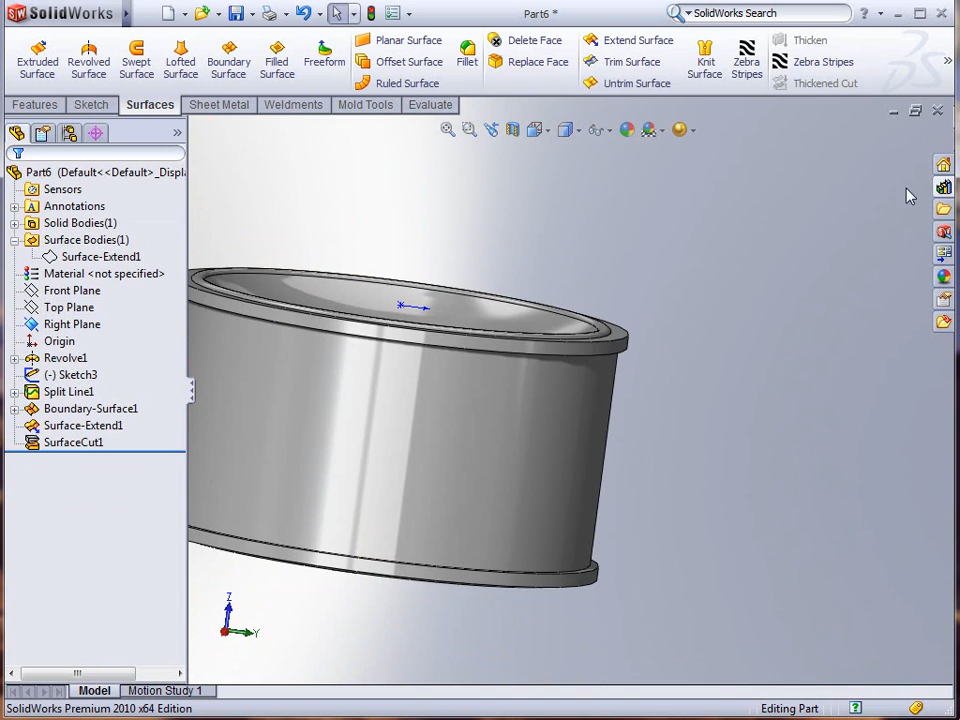 SolidWorks
Part6 *
SolidWorks Search
Extruded Surface
Revolved Surface
Swept Surface
Lofted Surface
Boundary Surface
Filled Surface
Freeform
Planar Surface
Offset Surface
Ruled Surface
Fillet
Delete Face
Replace Face
Extend Surface
Trim Surface
Untrim Surface
Knit Surface
Zebra Stripes
Thicken
Zebra Stripes
Thickened Cut
Features
Sketch
Surfaces
Sheet Metal
Weldments
Mold Tools
Evaluate
Part6 (Default<<Default>_Displ
Sensors
Annotations
Solid Bodies(1)
Surface Bodies(1)
Surface-Extend1
Material <not specified>
Front Plane
Top Plane
Right Plane
Origin
Revolve1
(-) Sketch3
Split Line1
Boundary-Surface1
Surface-Extend1
SurfaceCut1
Z
Y
Model
Motion Study 1
SolidWorks Premium 2010 x64 Edition
Editing Part